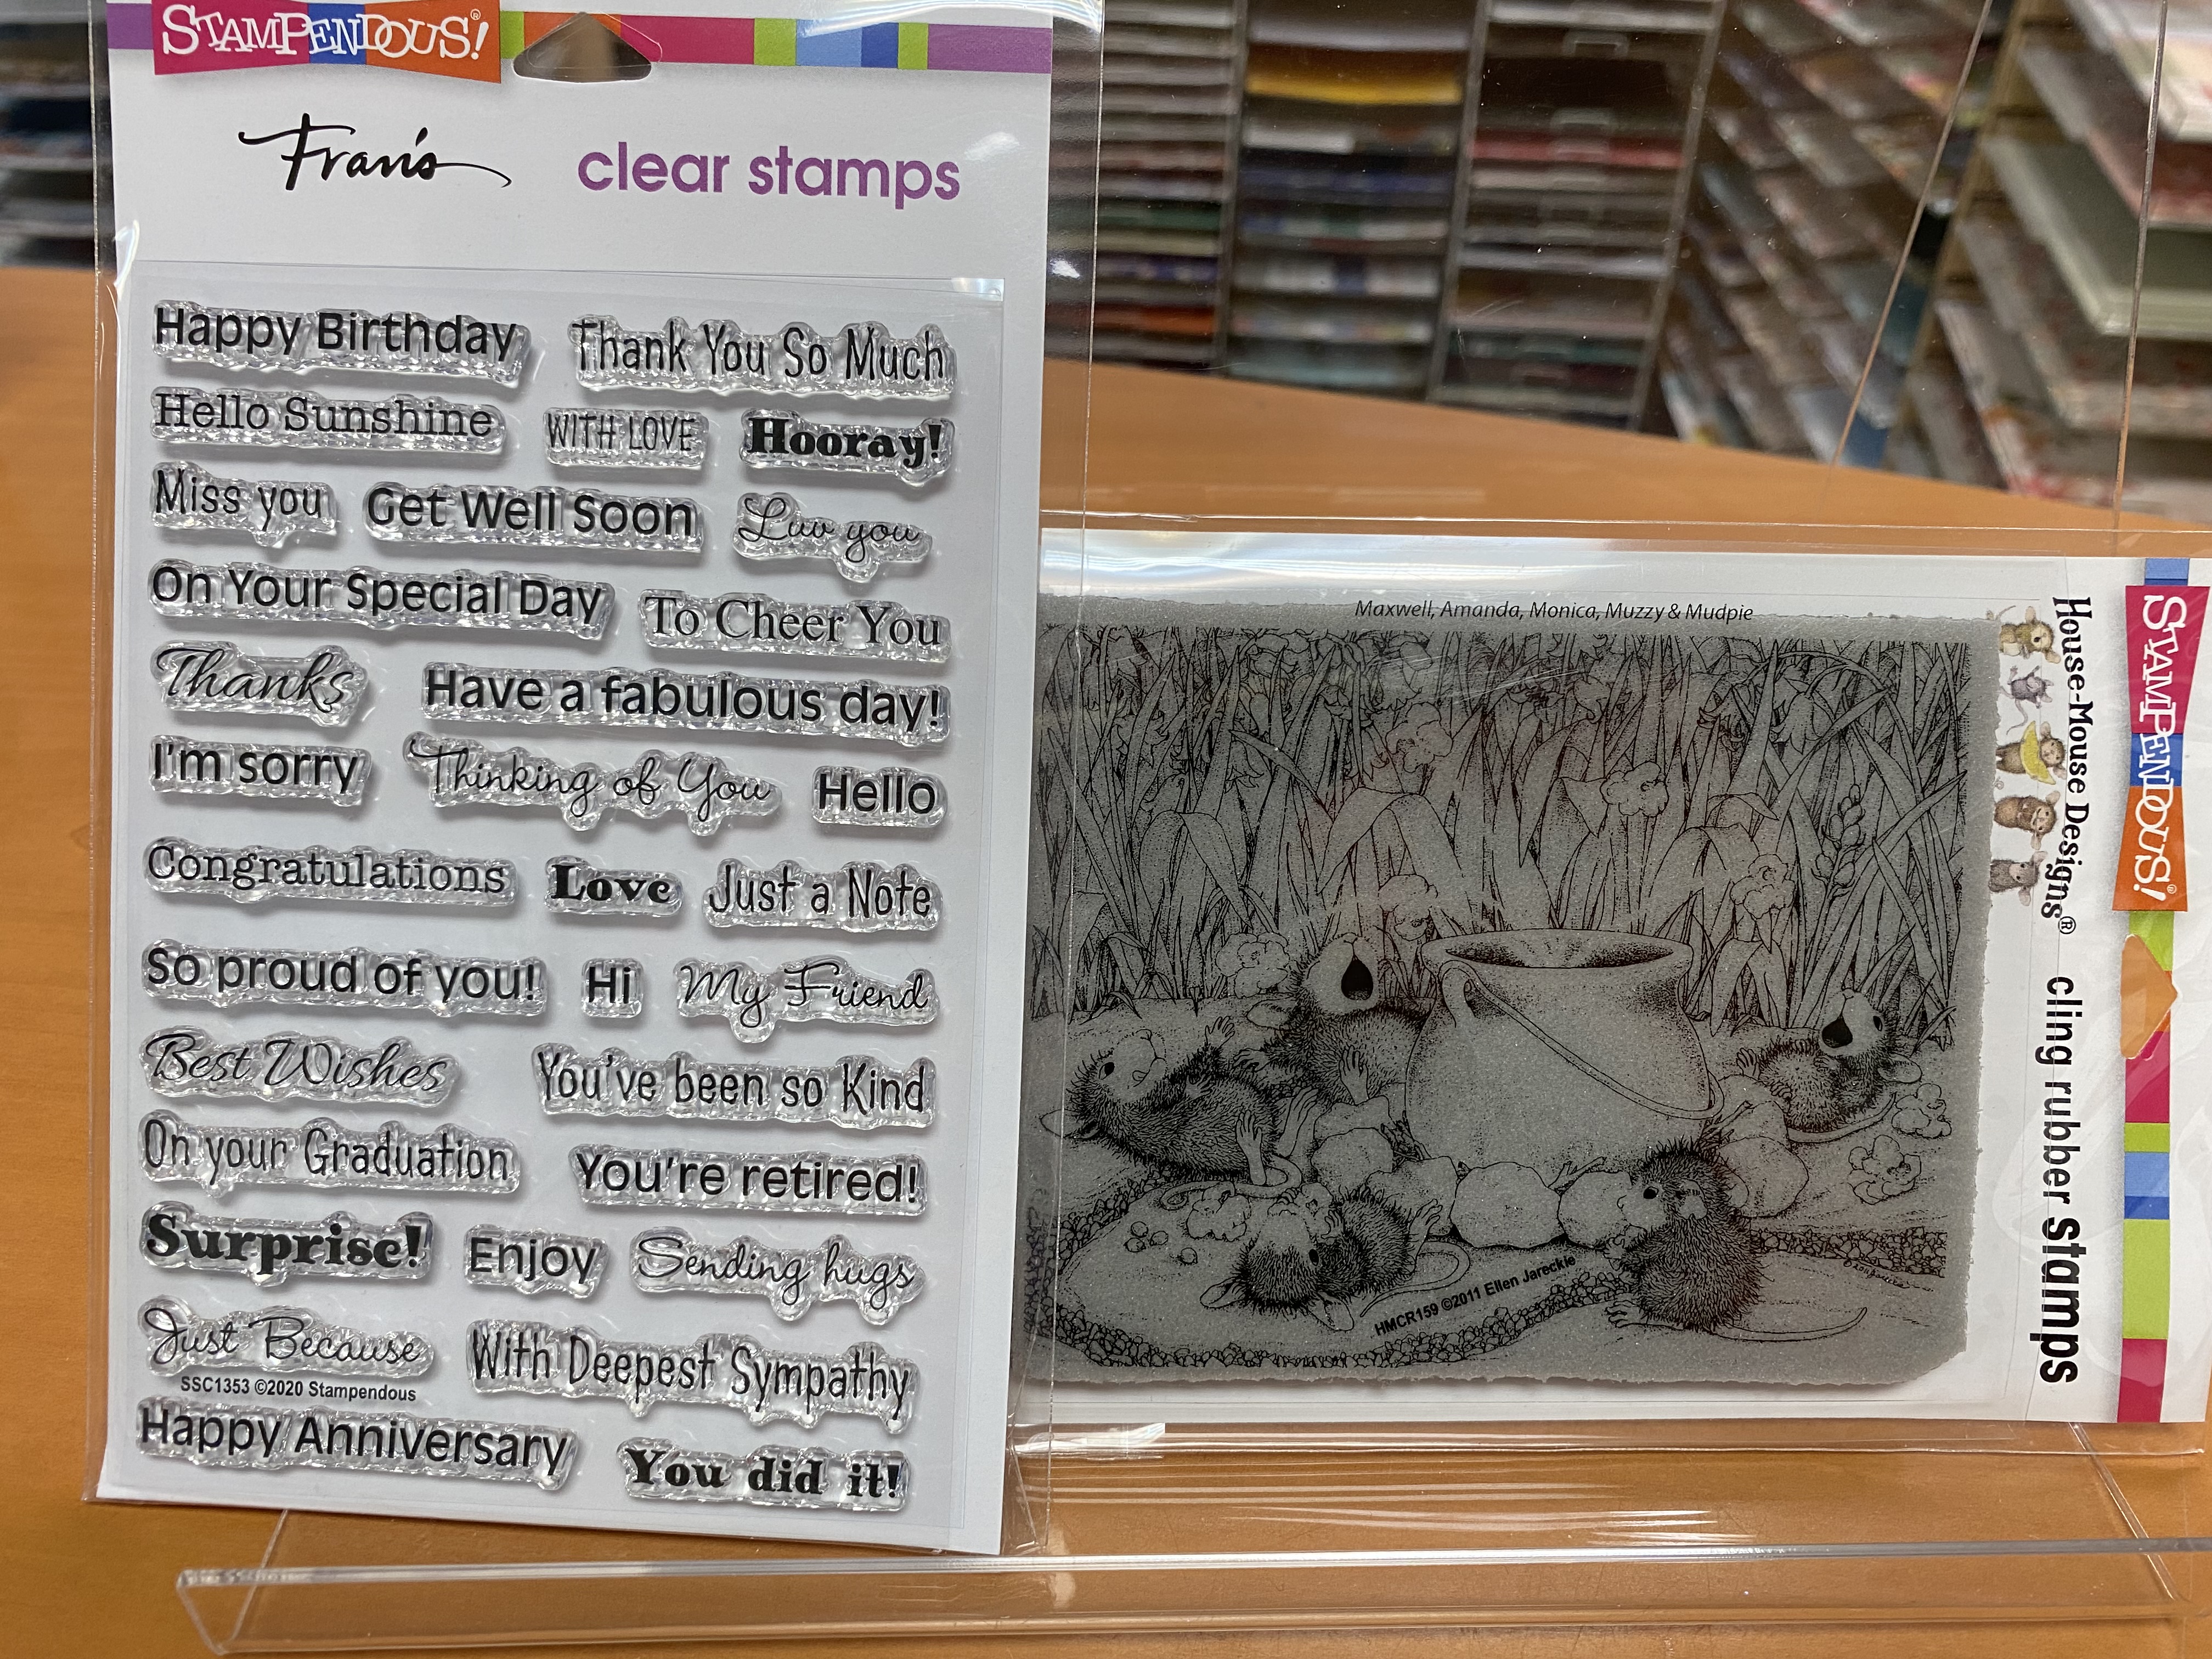 STAMPENDOUS!
Fran's clear stamps
Happy Birthday
Thank You So Much
Hello Sunshine
WITH LOVE
Hooray!
Miss you
Get Well Soon
Luv you
On Your Special Day
To Cheer You
Thanks
Have a fabulous day!
I'm sorry
Thinking of You
Hello
Congratulations
Love
Just a Note
So proud of you!
Hi
My Friend
Best Wishes
You've been so Kind
On your Graduation
You're retired!
Surprise!
Enjoy
Sending hugs
Just Because
With Deepest Sympathy
SSC1353 ©2020 Stampendous
Happy Anniversary
You did it!
Maxwell, Amanda, Monica, Muzzy & Mudpie
HMCR159 ©2011 Ellen Jareckie
House-Mouse Designs®
cling rubber stamps
STAMPENDOUS!®